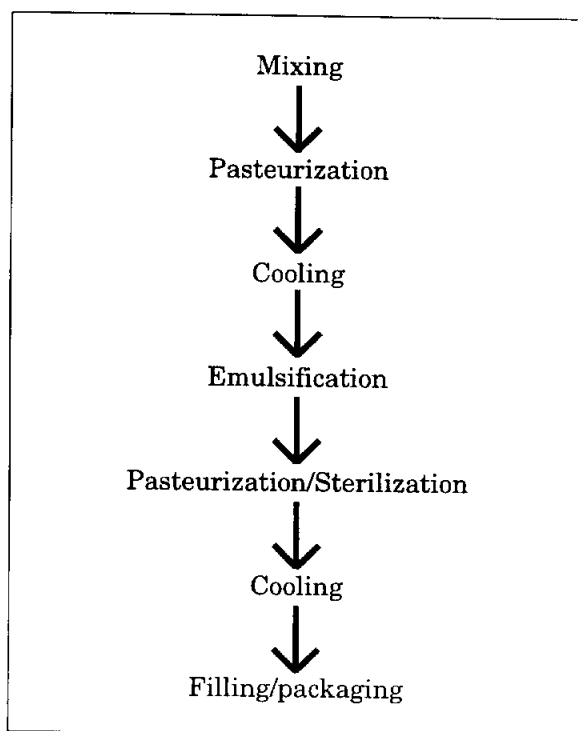 Mixing
Pasteurization
Cooling
Emulsification
Pasteurization/Sterilization
Cooling
Filling/packaging